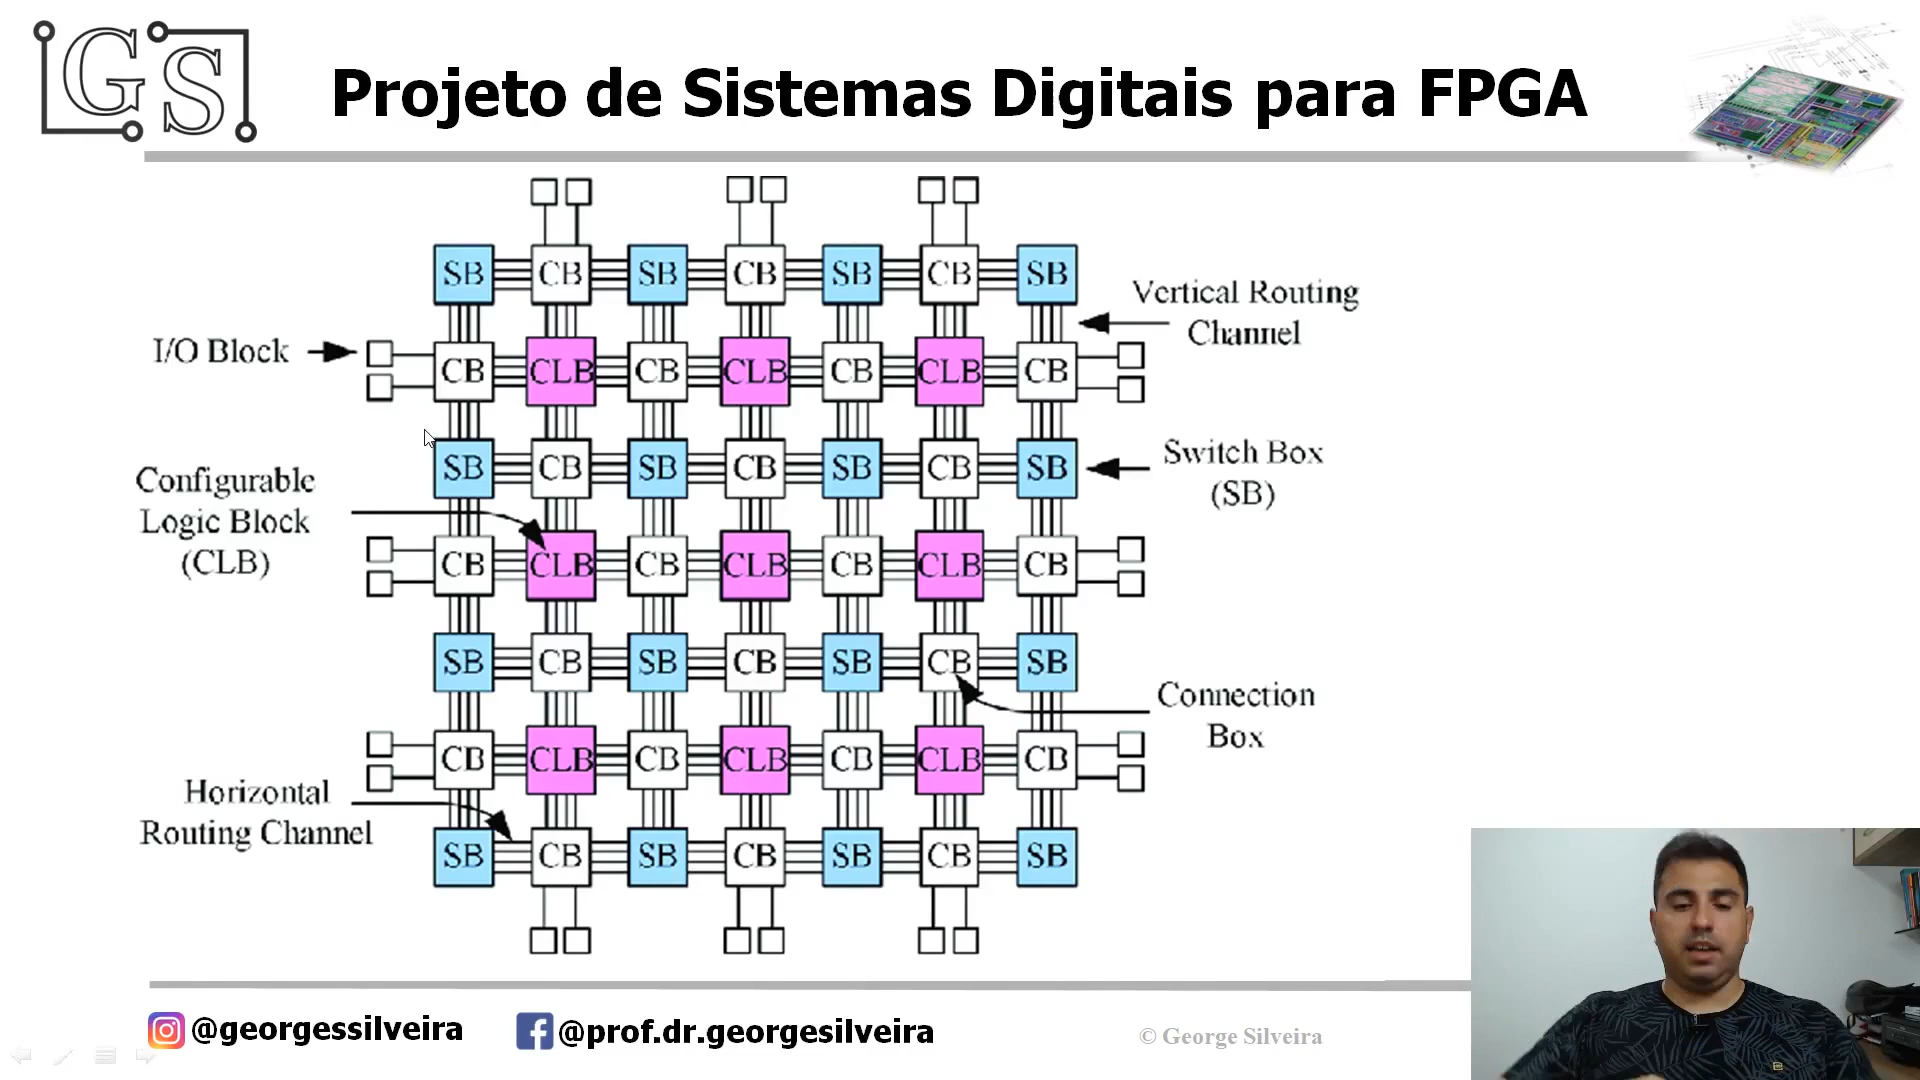 GS
Projeto de Sistemas Digitais para FPGA
SB CB SB CB SB CB SB
Vertical Routing
Channel
I/O Block
CB CLB CB CLB CB CLB CB
SB CB SB CB SB CB SB
Switch Box
(SB)
Configurable
Logic Block
(CLB)
CB CLB CB CLB CB CLB CB
SB CB SB CB SB CB SB
Connection
Box
CB CLB CB CLB CB CLB CB
Horizontal
Routing Channel
SB CB SB CB SB CB SB
@georgessilveira
@prof.dr.georgesilveira
© George Silveira